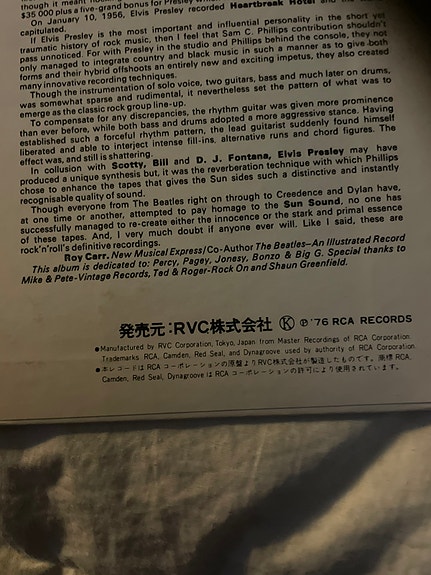 though it meant
$35 000 plus a five-grand bonus for Presley
capitulated.
On January 10, 1956, Elvis Presley recorded Heartbreak Hotel and the
If Elvis Presley is the most important and influential personality in the short yet
traumatic history of rock music, then I feel that Sam C. Phillips contribution shouldn't
pass unnoticed. For with Presley in the studio and Phillips behind the console, they not
only managed to integrate country and black music in such a manner as to give both
forms and their hybrid offshoots an entirely new and exciting impetus, they also created
many innovative recording techniques.
Though the instrumentation of solo voice, two guitars, bass and much later on drums,
was somewhat sparse and rudimental, it nevertheless set the pattern of what was to
emerge as the classic rock group line-up.
To compensate for any discrepancies, the rhythm guitar was given more prominence
than ever before, while both bass and drums adopted a more aggressive stance. Having
established such a forceful rhythm pattern, the lead guitarist suddenly found himself
liberated and able to interject intense fill-ins, alternative runs and chord figures. The
effect was, and still is shattering.
In collusion with Scotty, Bill and D. J. Fontana, Elvis Presley may have
produced a unique synthesis but, it was the reverberation technique with which Phillips
chose to enhance the tapes that gives the Sun sides such a distinctive and instantly
recognisable quality of sound.
Though everyone from The Beatles right on through to Creedence and Dylan have,
at one time or another, attempted to pay homage to the Sun Sound, no one has
successfully managed to re-create either the innocence or the stark and primal essence
of these tapes. And, I very much doubt if anyone ever will. Like I said, these are
rock'n'roll's definitive recordings.
Roy Carr. New Musical Express/Co-Author The Beatles—An Illustrated Record
This album is dedicated to: Percy, Pagey, Jonesy, Bonzo & Big G. Special thanks to
Mike & Pete-Vintage Records, Ted & Roger-Rock On and Shaun Greenfield.
発売元:RVC株式会社 Ⓚ ℗ '76 RCA RECORDS
●Manufactured by RVC Corporation, Tokyo, Japan from Master Recordings of RCA Corporation.
Trademarks RCA, Camden, Red Seal, and Dynagroove used by authority of RCA Corporation.
●本レコードはRCA コーポレーションの原盤よりRVC株式会社が製造したものです。商標 RCA,
Camden, Red Seal, Dynagroove は RCA コーポレーションの許可により使用されています。